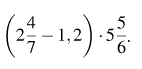 (2 4/7 − 1,2) · 5 5/6.